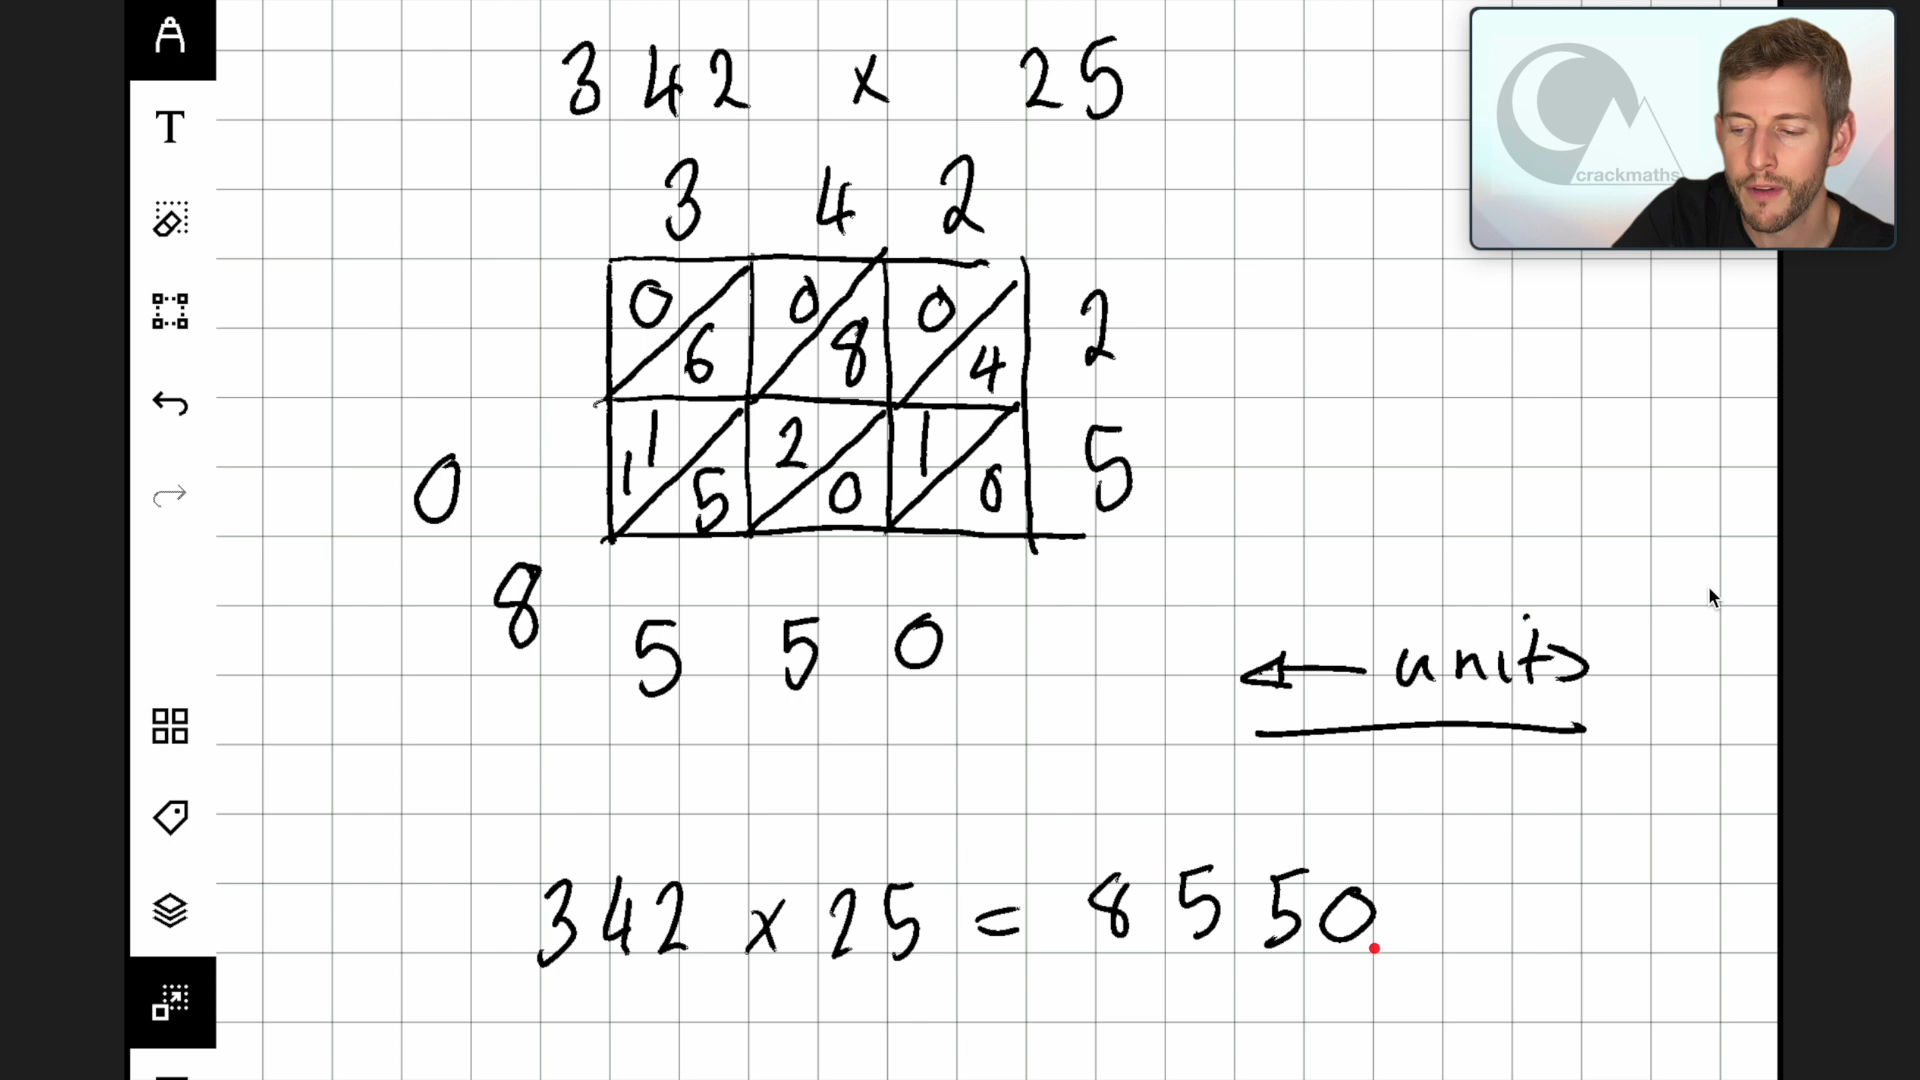 342 x 25
crackmaths
3 4 2
0 6 0 8 0 4 2
1 1 5 2 0 1 0 5
0
8 5 5 0
units
342 x 25 = 8550.
T